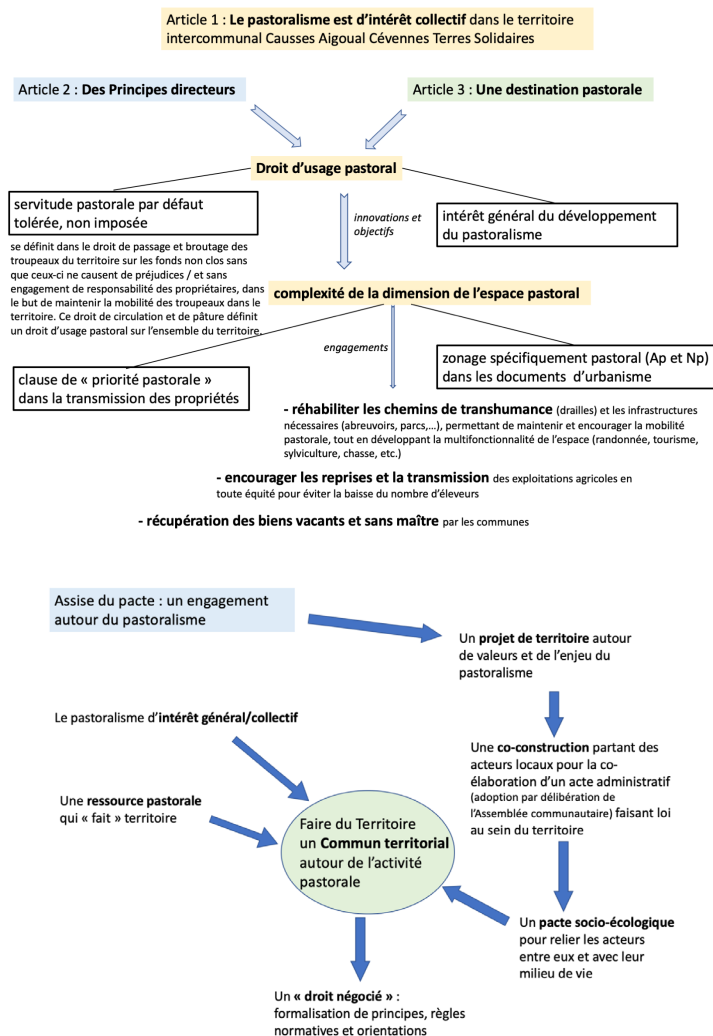 Article 1 : Le pastoralisme est d’intérêt collectif dans le territoire
intercommunal Causses Aigoual Cévennes Terres Solidaires
Article 2 : Des Principes directeurs
Article 3 : Une destination pastorale
Droit d’usage pastoral
servitude pastorale par défaut
tolérée, non imposée
innovations et
objectifs
intérêt général du développement
du pastoralisme
se définit dans le droit de passage et broutage des
troupeaux du territoire sur les fonds non clos sans
que ceux-ci ne causent de préjudices / et sans
engagement de responsabilité des propriétaires, dans
le but de maintenir la mobilité des troupeaux dans le
territoire. Ce droit de circulation et de pâture définit
un droit d’usage pastoral sur l’ensemble du territoire.
complexité de la dimension de l’espace pastoral
engagements
clause de « priorité pastorale »
dans la transmission des propriétés
zonage spécifiquement pastoral (Ap et Np)
dans les documents d’urbanisme
- réhabiliter les chemins de transhumance (drailles) et les infrastructures
nécessaires (abreuvoirs, parcs,...), permettant de maintenir et encourager la mobilité
pastorale, tout en développant la multifonctionnalité de l’espace (randonnée, tourisme,
sylviculture, chasse, etc.)
- encourager les reprises et la transmission des exploitations agricoles en
toute équité pour éviter la baisse du nombre d’éleveurs
- récupération des biens vacants et sans maître par les communes
Assise du pacte : un engagement
autour du pastoralisme
Un projet de territoire autour
de valeurs et de l’enjeu du
pastoralisme
Le pastoralisme d’intérêt général/collectif
Une co-construction partant des
acteurs locaux pour la co-
élaboration d’un acte administratif
(adoption par délibération de
l’Assemblée communautaire) faisant loi
au sein du territoire
Une ressource pastorale
qui « fait » territoire
Faire du Territoire
un Commun territorial
autour de l’activité
pastorale
Un pacte socio-écologique
pour relier les acteurs
entre eux et avec leur
milieu de vie
Un « droit négocié » :
formalisation de principes, règles
normatives et orientations